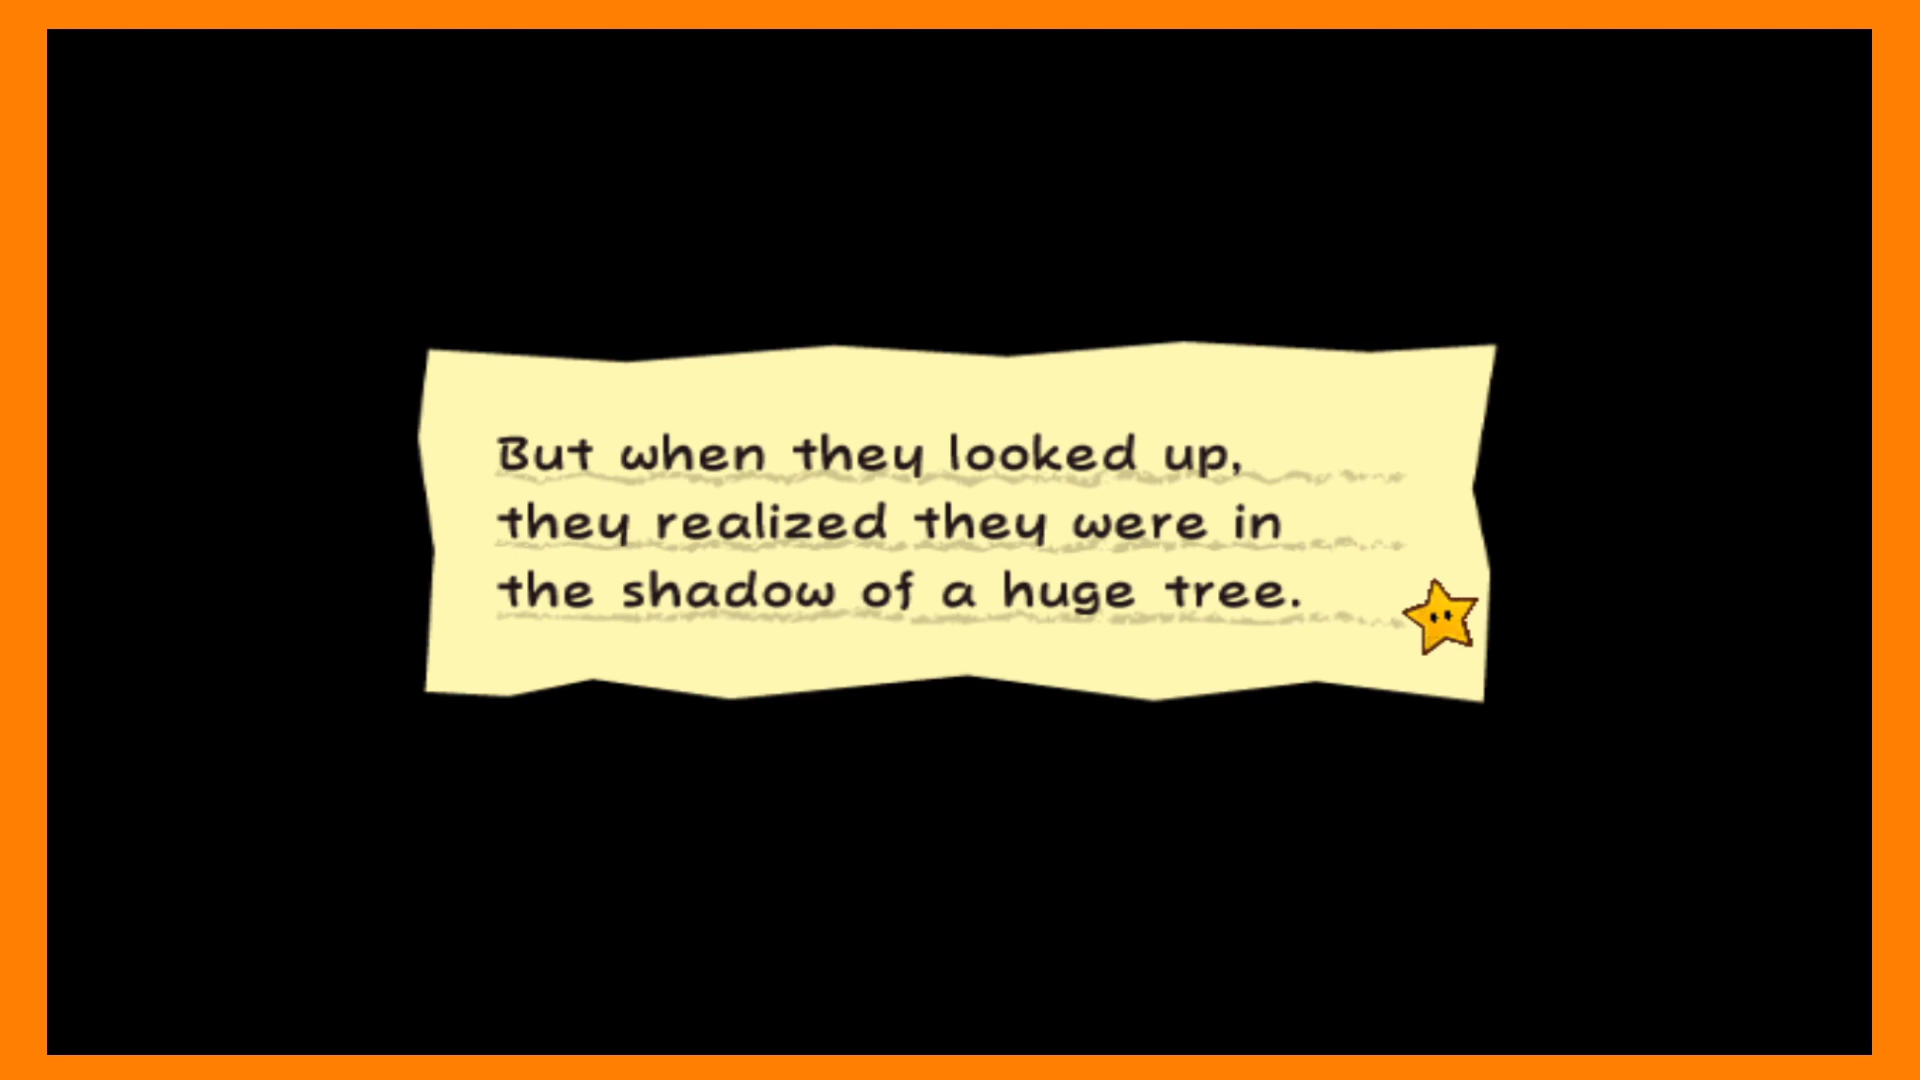 But when they looked up,
they realized they were in
the shadow of a huge tree.